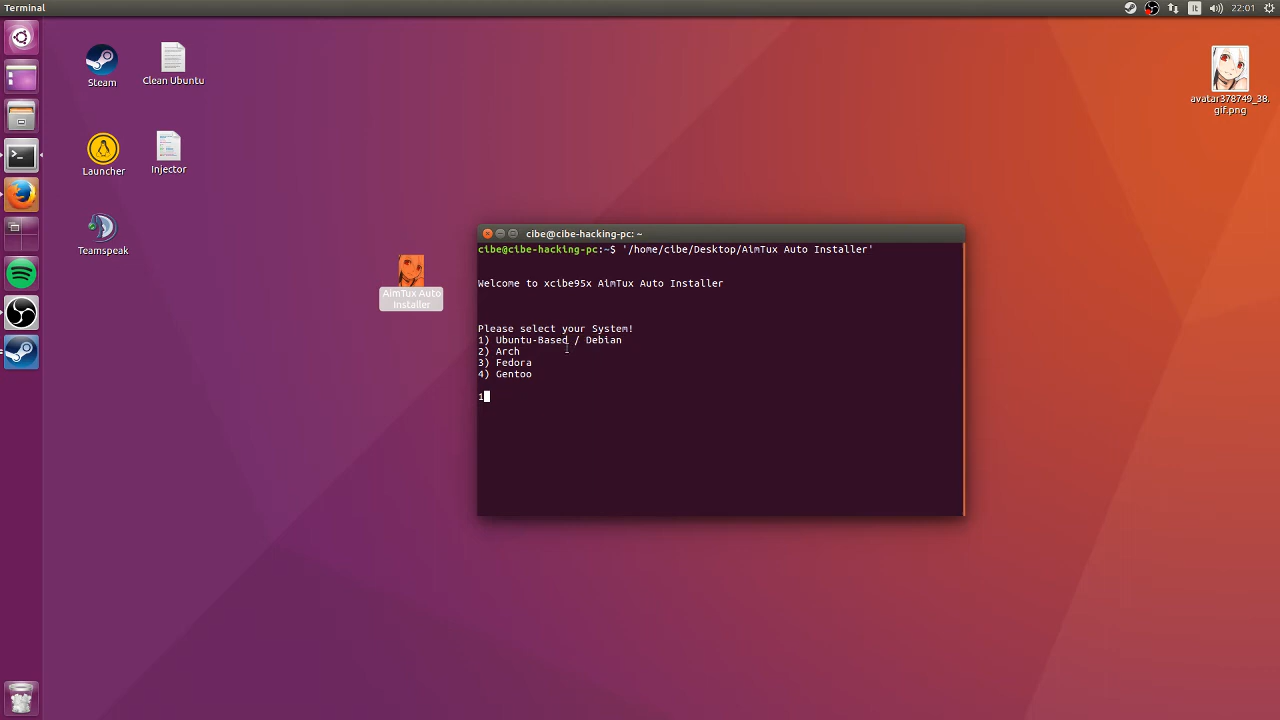 Terminal
It
22:01
Steam
Clean Ubuntu
avatar378749_38.
gif.png
Launcher
Injector
Teamspeak
AimTux Auto
Installer
cibe@cibe-hacking-pc: ~
cibe@cibe-hacking-pc:~$ '/home/cibe/Desktop/AimTux Auto Installer'
Welcome to xcibe95x AimTux Auto Installer
Please select your System!
1) Ubuntu-Based / Debian
2) Arch
3) Fedora
4) Gentoo
1